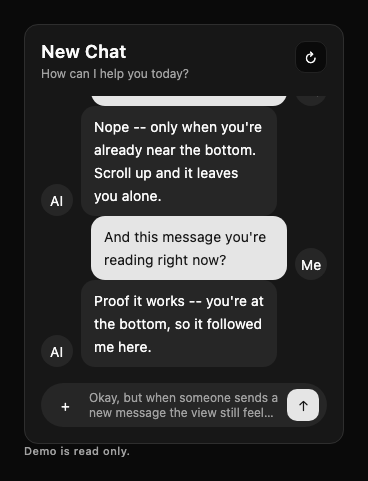 New Chat
How can I help you today?
Nope -- only when you're
already near the bottom.
Scroll up and it leaves
you alone.
AI
And this message you're
reading right now?
Me
Proof it works -- you're at
the bottom, so it followed
me here.
AI
+
Okay, but when someone sends a
new message the view still feel...
Demo is read only.